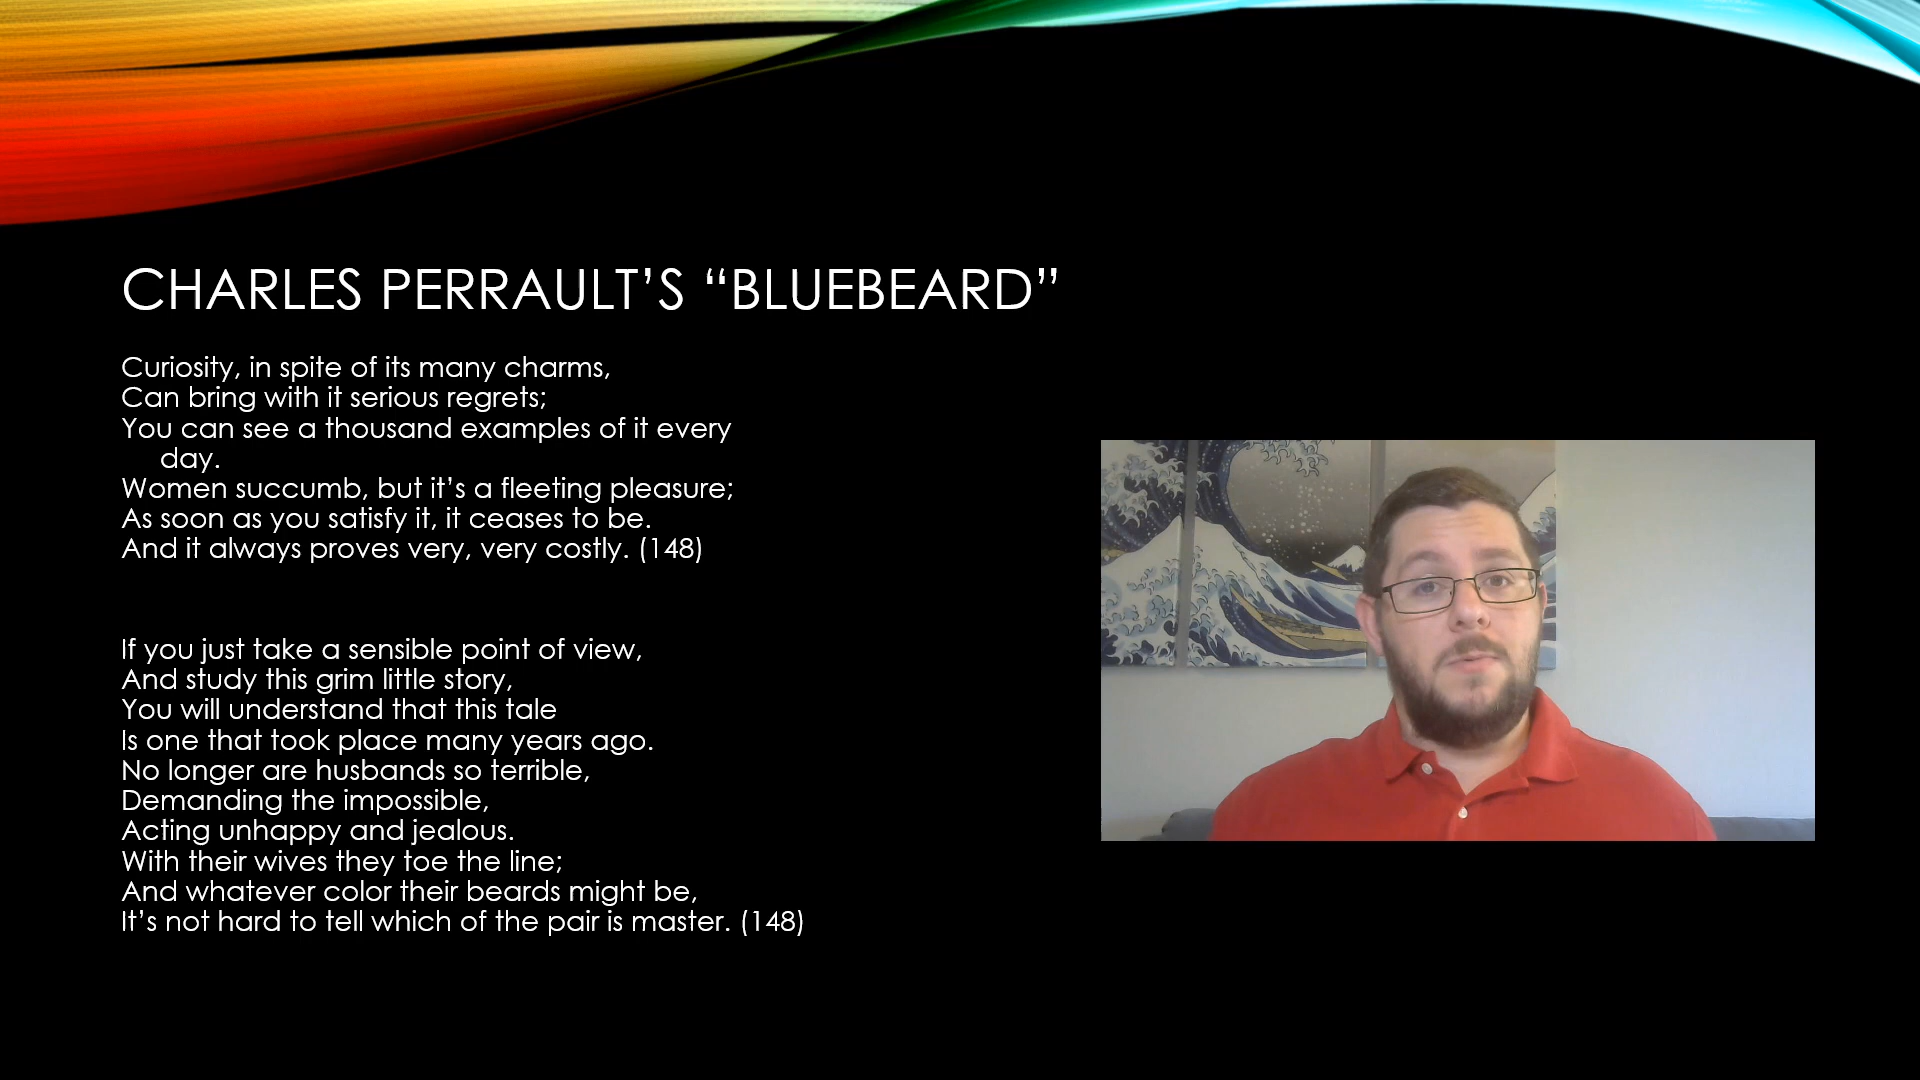 CHARLES PERRAULT’S “BLUEBEARD”
Curiosity, in spite of its many charms,
Can bring with it serious regrets;
You can see a thousand examples of it every
day.
Women succumb, but it’s a fleeting pleasure;
As soon as you satisfy it, it ceases to be.
And it always proves very, very costly. (148)
If you just take a sensible point of view,
And study this grim little story,
You will understand that this tale
Is one that took place many years ago.
No longer are husbands so terrible,
Demanding the impossible,
Acting unhappy and jealous.
With their wives they toe the line;
And whatever color their beards might be,
It’s not hard to tell which of the pair is master. (148)